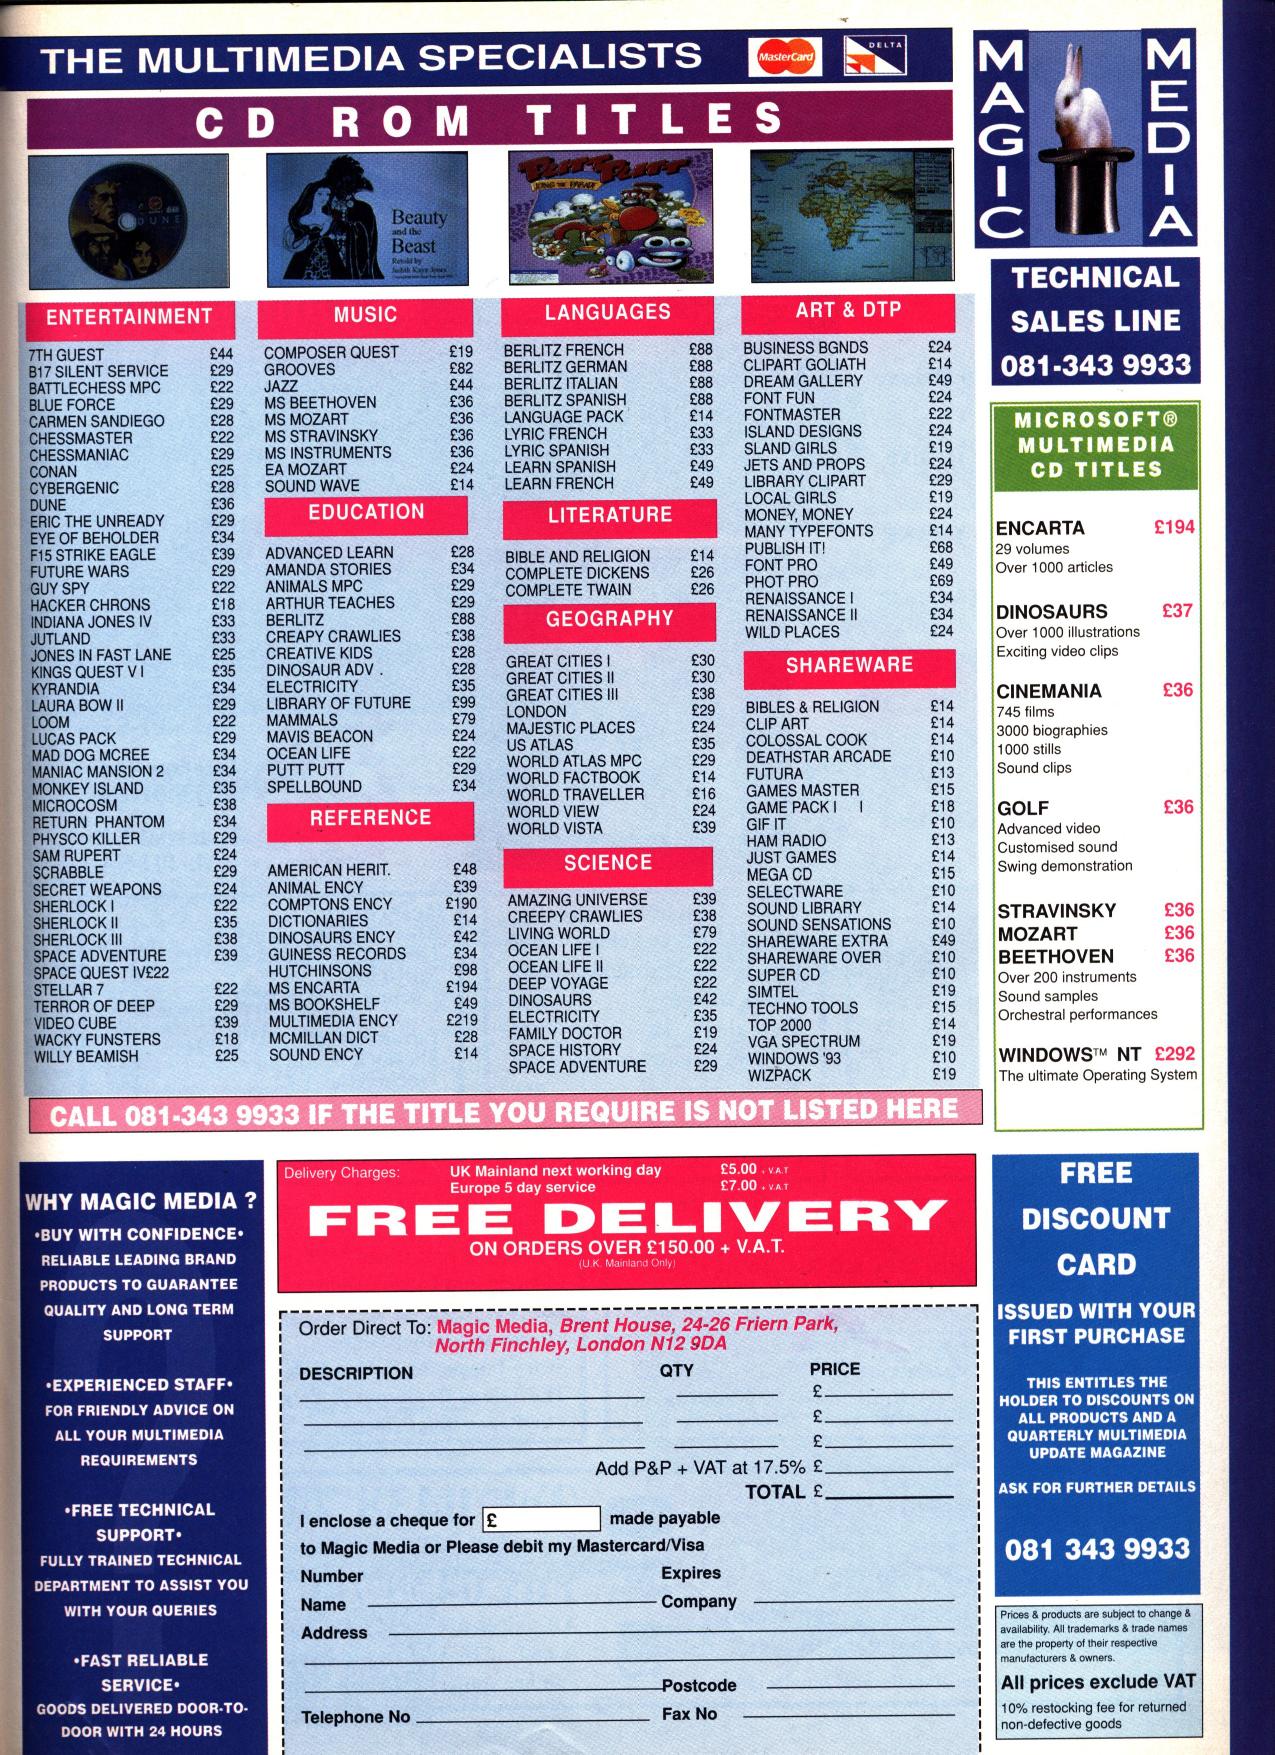 THE MULTIMEDIA SPECIALISTS
MasterCard
DELTA
CD ROM TITLES
DUNE
Beauty
and the
Beast
Retold by
Judith Kaye Jones
PUTT PUTT
JOINS THE PARADE
MAGIC
MEDIA
TECHNICAL
SALES LINE
081-343 9933
ENTERTAINMENT
7TH GUEST £44
B17 SILENT SERVICE £29
BATTLECHESS MPC £22
BLUE FORCE £29
CARMEN SANDIEGO £28
CHESSMASTER £22
CHESSMANIAC £29
CONAN £25
CYBERGENIC £28
DUNE £36
ERIC THE UNREADY £29
EYE OF BEHOLDER £34
F15 STRIKE EAGLE £39
FUTURE WARS £29
GUY SPY £22
HACKER CHRONS £18
INDIANA JONES IV £33
JUTLAND £33
JONES IN FAST LANE £25
KINGS QUEST V I £35
KYRANDIA £34
LAURA BOW II £29
LOOM £22
LUCAS PACK £29
MAD DOG MCREE £34
MANIAC MANSION 2 £34
MONKEY ISLAND £35
MICROCOSM £38
RETURN PHANTOM £34
PHYSCO KILLER £29
SAM RUPERT £24
SCRABBLE £29
SECRET WEAPONS £24
SHERLOCK I £22
SHERLOCK II £35
SHERLOCK III £38
SPACE ADVENTURE £39
SPACE QUEST IV£22
STELLAR 7 £22
TERROR OF DEEP £29
VIDEO CUBE £39
WACKY FUNSTERS £18
WILLY BEAMISH £25
MUSIC
COMPOSER QUEST £19
GROOVES £82
JAZZ £44
MS BEETHOVEN £36
MS MOZART £36
MS STRAVINSKY £36
MS INSTRUMENTS £36
EA MOZART £24
SOUND WAVE £14
EDUCATION
ADVANCED LEARN £28
AMANDA STORIES £34
ANIMALS MPC £29
ARTHUR TEACHES £29
BERLITZ £88
CREAPY CRAWLIES £38
CREATIVE KIDS £28
DINOSAUR ADV . £28
ELECTRICITY £35
LIBRARY OF FUTURE £99
MAMMALS £79
MAVIS BEACON £24
OCEAN LIFE £22
PUTT PUTT £29
SPELLBOUND £34
REFERENCE
AMERICAN HERIT. £48
ANIMAL ENCY £39
COMPTONS ENCY £190
DICTIONARIES £14
DINOSAURS ENCY £42
GUINESS RECORDS £34
HUTCHINSONS £98
MS ENCARTA £194
MS BOOKSHELF £49
MULTIMEDIA ENCY £219
MCMILLAN DICT £28
SOUND ENCY £14
LANGUAGES
BERLITZ FRENCH £88
BERLITZ GERMAN £88
BERLITZ ITALIAN £88
BERLITZ SPANISH £88
LANGUAGE PACK £14
LYRIC FRENCH £33
LYRIC SPANISH £33
LEARN SPANISH £49
LEARN FRENCH £49
LITERATURE
BIBLE AND RELIGION £14
COMPLETE DICKENS £26
COMPLETE TWAIN £26
GEOGRAPHY
GREAT CITIES I £30
GREAT CITIES II £30
GREAT CITIES III £38
LONDON £29
MAJESTIC PLACES £24
US ATLAS £35
WORLD ATLAS MPC £29
WORLD FACTBOOK £14
WORLD TRAVELLER £16
WORLD VIEW £24
WORLD VISTA £39
SCIENCE
AMAZING UNIVERSE £39
CREEPY CRAWLIES £38
LIVING WORLD £79
OCEAN LIFE I £22
OCEAN LIFE II £22
DEEP VOYAGE £22
DINOSAURS £42
ELECTRICITY £35
FAMILY DOCTOR £19
SPACE HISTORY £24
SPACE ADVENTURE £29
ART & DTP
BUSINESS BGNDS £24
CLIPART GOLIATH £14
DREAM GALLERY £49
FONT FUN £24
FONTMASTER £22
ISLAND DESIGNS £24
SLAND GIRLS £19
JETS AND PROPS £24
LIBRARY CLIPART £29
LOCAL GIRLS £19
MONEY, MONEY £24
MANY TYPEFONTS £14
PUBLISH IT! £68
FONT PRO £49
PHOT PRO £69
RENAISSANCE I £34
RENAISSANCE II £34
WILD PLACES £24
SHAREWARE
BIBLES & RELIGION £14
CLIP ART £14
COLOSSAL COOK £14
DEATHSTAR ARCADE £10
FUTURA £13
GAMES MASTER £15
GAME PACK I I £18
GIF IT £10
HAM RADIO £13
JUST GAMES £14
MEGA CD £15
SELECTWARE £10
SOUND LIBRARY £14
SOUND SENSATIONS £10
SHAREWARE EXTRA £49
SHAREWARE OVER £10
SUPER CD £10
SIMTEL £19
TECHNO TOOLS £15
TOP 2000 £14
VGA SPECTRUM £19
WINDOWS '93 £10
WIZPACK £19
MICROSOFT®
MULTIMEDIA
CD TITLES
ENCARTA £194
29 volumes
Over 1000 articles
DINOSAURS £37
Over 1000 illustrations
Exciting video clips
CINEMANIA £36
745 films
3000 biographies
1000 stills
Sound clips
GOLF £36
Advanced video
Customised sound
Swing demonstration
STRAVINSKY £36
MOZART £36
BEETHOVEN £36
Over 200 instruments
Sound samples
Orchestral performances
WINDOWS™ NT £292
The ultimate Operating System
CALL 081-343 9933 IF THE TITLE YOU REQUIRE IS NOT LISTED HERE
WHY MAGIC MEDIA ?
•BUY WITH CONFIDENCE•
RELIABLE LEADING BRAND
PRODUCTS TO GUARANTEE
QUALITY AND LONG TERM
SUPPORT
•EXPERIENCED STAFF•
FOR FRIENDLY ADVICE ON
ALL YOUR MULTIMEDIA
REQUIREMENTS
•FREE TECHNICAL
SUPPORT•
FULLY TRAINED TECHNICAL
DEPARTMENT TO ASSIST YOU
WITH YOUR QUERIES
•FAST RELIABLE
SERVICE•
GOODS DELIVERED DOOR-TO-
DOOR WITH 24 HOURS
Delivery Charges: UK Mainland next working day £5.00 + V.A.T
Europe 5 day service £7.00 + V.A.T
FREE DELIVERY
ON ORDERS OVER £150.00 + V.A.T.
(U.K. Mainland Only)
Order Direct To: Magic Media, Brent House, 24-26 Friern Park,
North Finchley, London N12 9DA
DESCRIPTION QTY PRICE
£
£
£
Add P&P + VAT at 17.5% £
TOTAL £
I enclose a cheque for £ made payable
to Magic Media or Please debit my Mastercard/Visa
Number Expires
Name Company
Address
Postcode
Telephone No Fax No
FREE
DISCOUNT
CARD
ISSUED WITH YOUR
FIRST PURCHASE
THIS ENTITLES THE
HOLDER TO DISCOUNTS ON
ALL PRODUCTS AND A
QUARTERLY MULTIMEDIA
UPDATE MAGAZINE
ASK FOR FURTHER DETAILS
081 343 9933
Prices & products are subject to change &
availability. All trademarks & trade names
are the property of their respective
manufacturers & owners.
All prices exclude VAT
10% restocking fee for returned
non-defective goods